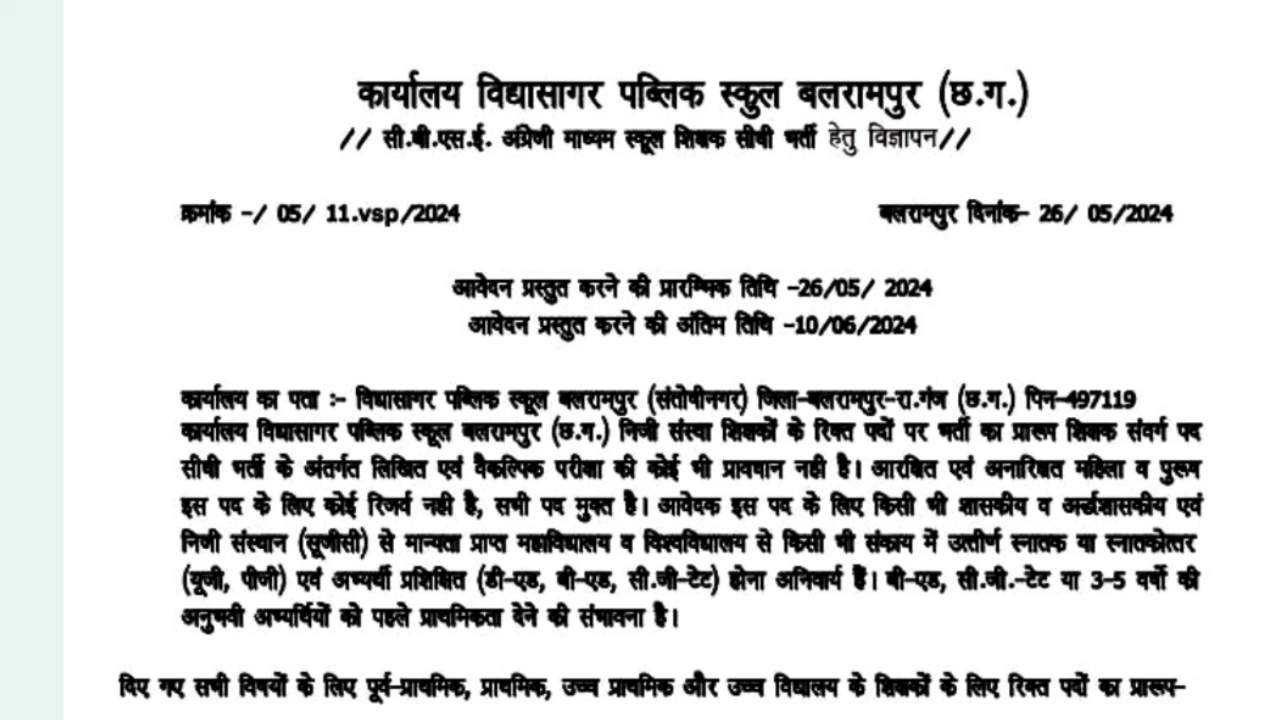 कार्यालय विद्यासागर पब्लिक स्कुल बलरामपुर (छ.ग.)
// सी.बी.एस.ई. अंग्रेजी माध्यम स्कूल शिक्षक सीधी भर्ती हेतु विज्ञापन//
क्रमांक -/ 05/ 11.vsp/2024
बलरामपुर दिनांक- 26/ 05/2024
आवेदन प्रस्तुत करने की प्रारम्भिक तिथि -26/05/ 2024
आवेदन प्रस्तुत करने की अंतिम तिथि -10/06/2024
कार्यालय का पता :- विद्यासागर पब्लिक स्कूल बलरामपुर (संतोषीनगर) जिला-बलरामपुर-रा.गंज (छ.ग.) पिन-497119
कार्यालय विद्यासागर पब्लिक स्कुल बलरामपुर (छ.ग.) निजी संस्था शिक्षकों के रिक्त पदों पर भर्ती का प्रारूप शिक्षक संवर्ग पद
सीधी भर्ती के अंतर्गत लिखित एवं वैकल्पिक परीक्षा की कोई भी प्रावधान नही है। आरक्षित एवं अनारक्षित महिला व पुरूष
इस पद के लिए कोई रिजर्व नही है, सभी पद मुक्त है। आवेदक इस पद के लिए किसी भी शासकीय व अर्द्धशासकीय एवं
निजी संस्थान (सूजीसी) से मान्यता प्राप्त महाविद्यालय व विश्वविद्यालय से किसी भी संकाय में उत्तीर्ण स्नातक या स्नातकोत्तर
(यूजी, पीजी) एवं अभ्यर्थी प्रशिक्षित (डी-एड, बी-एड, सी.जी-टेट) होना अनिवार्य है। बी-एड, सी.जी.-टेट या 3-5 वर्षो की
अनुभवी अभ्यर्थियों को पहले प्राथमिकता देने की संभावना है।
दिए गए सभी विषयों के लिए पूर्व-प्राथमिक, प्राथमिक, उच्च प्राथमिक और उच्च विद्यालय के शिक्षकों के लिए रिक्त पदों का प्रारूप-